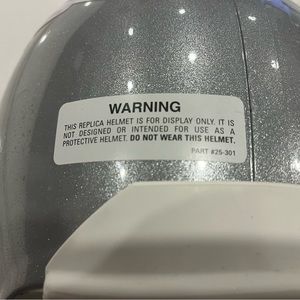 WARNING
THIS REPLICA HELMET IS FOR DISPLAY ONLY. IT IS
NOT DESIGNED OR INTENDED FOR USE AS A
PROTECTIVE HELMET. DO NOT WEAR THIS HELMET.
PART #25-301